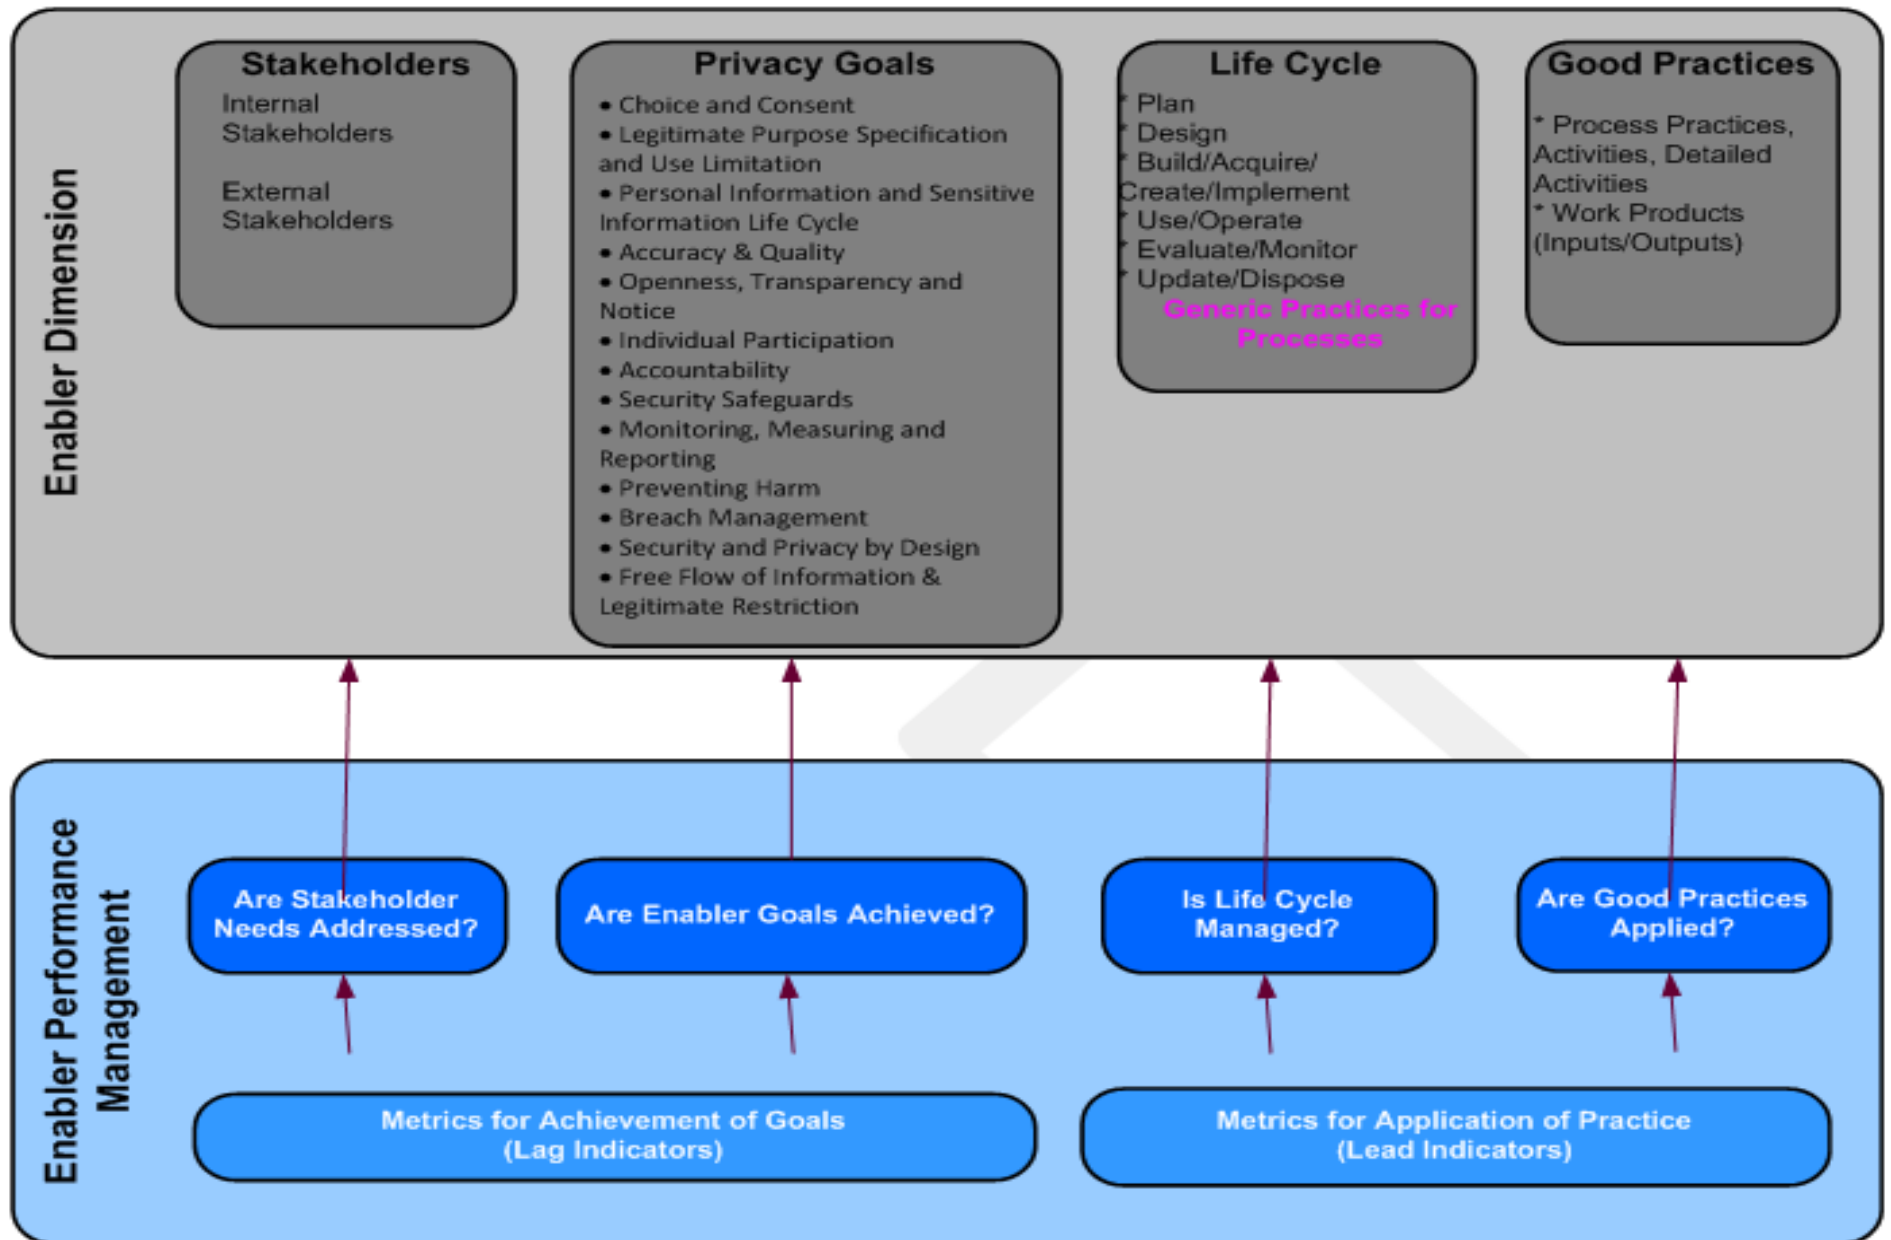 Enabler Dimension
Stakeholders
Internal
Stakeholders
External
Stakeholders
Privacy Goals
• Choice and Consent
• Legitimate Purpose Specification
and Use Limitation
• Personal Information and Sensitive
Information Life Cycle
• Accuracy & Quality
• Openness, Transparency and
Notice
• Individual Participation
• Accountability
• Security Safeguards
• Monitoring, Measuring and
Reporting
• Preventing Harm
• Breach Management
• Security and Privacy by Design
• Free Flow of Information &
Legitimate Restriction
Life Cycle
* Plan
* Design
* Build/Acquire/
Create/Implement
* Use/Operate
* Evaluate/Monitor
* Update/Dispose
Generic Practices for
Processes
Good Practices
* Process Practices,
Activities, Detailed
Activities
* Work Products
(Inputs/Outputs)
Enabler Performance
Management
Are Stakeholder
Needs Addressed?
Are Enabler Goals Achieved?
Is Life Cycle
Managed?
Are Good Practices
Applied?
Metrics for Achievement of Goals
(Lag Indicators)
Metrics for Application of Practice
(Lead Indicators)